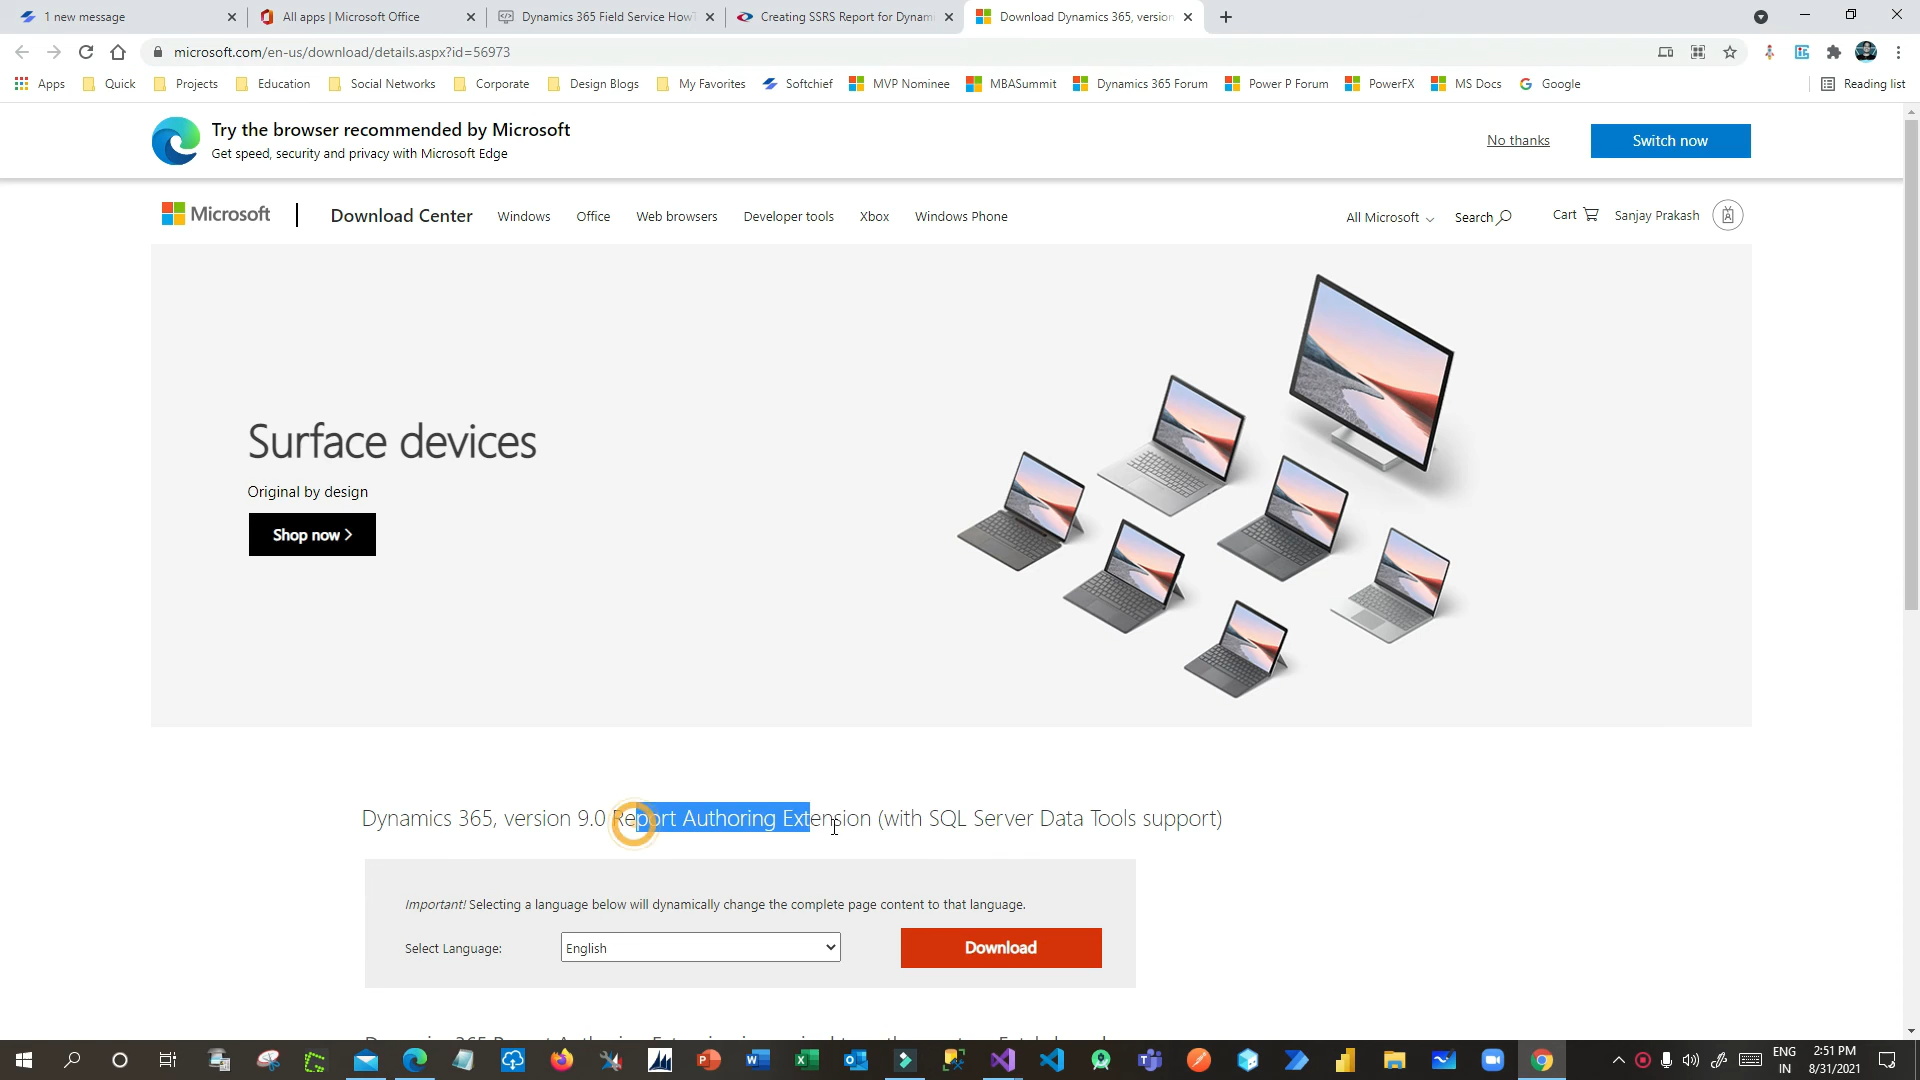 1 new message
All apps | Microsoft Office
Dynamics 365 Field Service HowT
Creating SSRS Report for Dynam
Download Dynamics 365, version
microsoft.com/en-us/download/details.aspx?id=56973
Apps Quick Projects Education Social Networks Corporate Design Blogs My Favorites Softchief MVP Nominee MBASummit Dynamics 365 Forum Power P Forum PowerFX MS Docs Google Reading list
Try the browser recommended by Microsoft
Get speed, security and privacy with Microsoft Edge
No thanks
Switch now
Microsoft Download Center Windows Office Web browsers Developer tools Xbox Windows Phone All Microsoft Search Cart Sanjay Prakash
Surface devices
Original by design
Shop now >
Dynamics 365, version 9.0 Report Authoring Extension (with SQL Server Data Tools support)
Important! Selecting a language below will dynamically change the complete page content to that language.
Select Language: English Download
ENG 2:51 PM
IN 8/31/2021